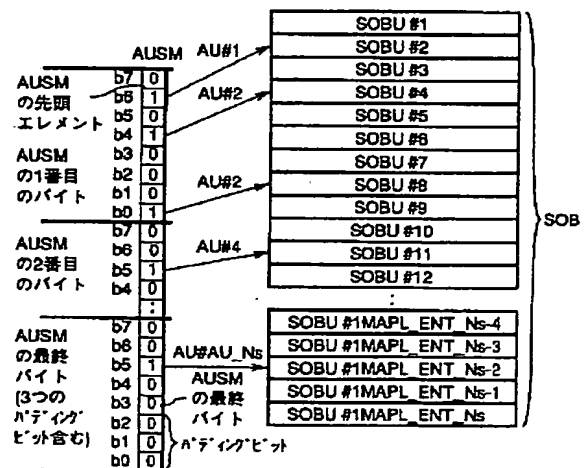 AUSM
AUSM
の先頭
エレメント
AUSM
の1番目
のバイト
AUSM
の2番目
のバイト
AUSM
の最終
バイト
(3つの
パディング
ビット含む)
b7 0
b6 1
b5 0
b4 1
b3 0
b2 0
b1 0
b0 1
b7 0
b6 0
b5 1
b4 0
:
b7 0
b6 0
b5 1
b4 0
b3 0
b2 0
b1 0
b0 0
AU#1
AU#2
AU#2
AU#4
AU#AU_Ns
AUSM
の最終
バイト
パディングビット
SOBU #1
SOBU #2
SOBU #3
SOBU #4
SOBU #5
SOBU #6
SOBU #7
SOBU #8
SOBU #9
SOBU #10
SOBU #11
SOBU #12
:
SOBU #1MAPL_ENT_Ns-4
SOBU #1MAPL_ENT_Ns-3
SOBU #1MAPL_ENT_Ns-2
SOBU #1MAPL_ENT_Ns-1
SOBU #1MAPL_ENT_Ns
SOB